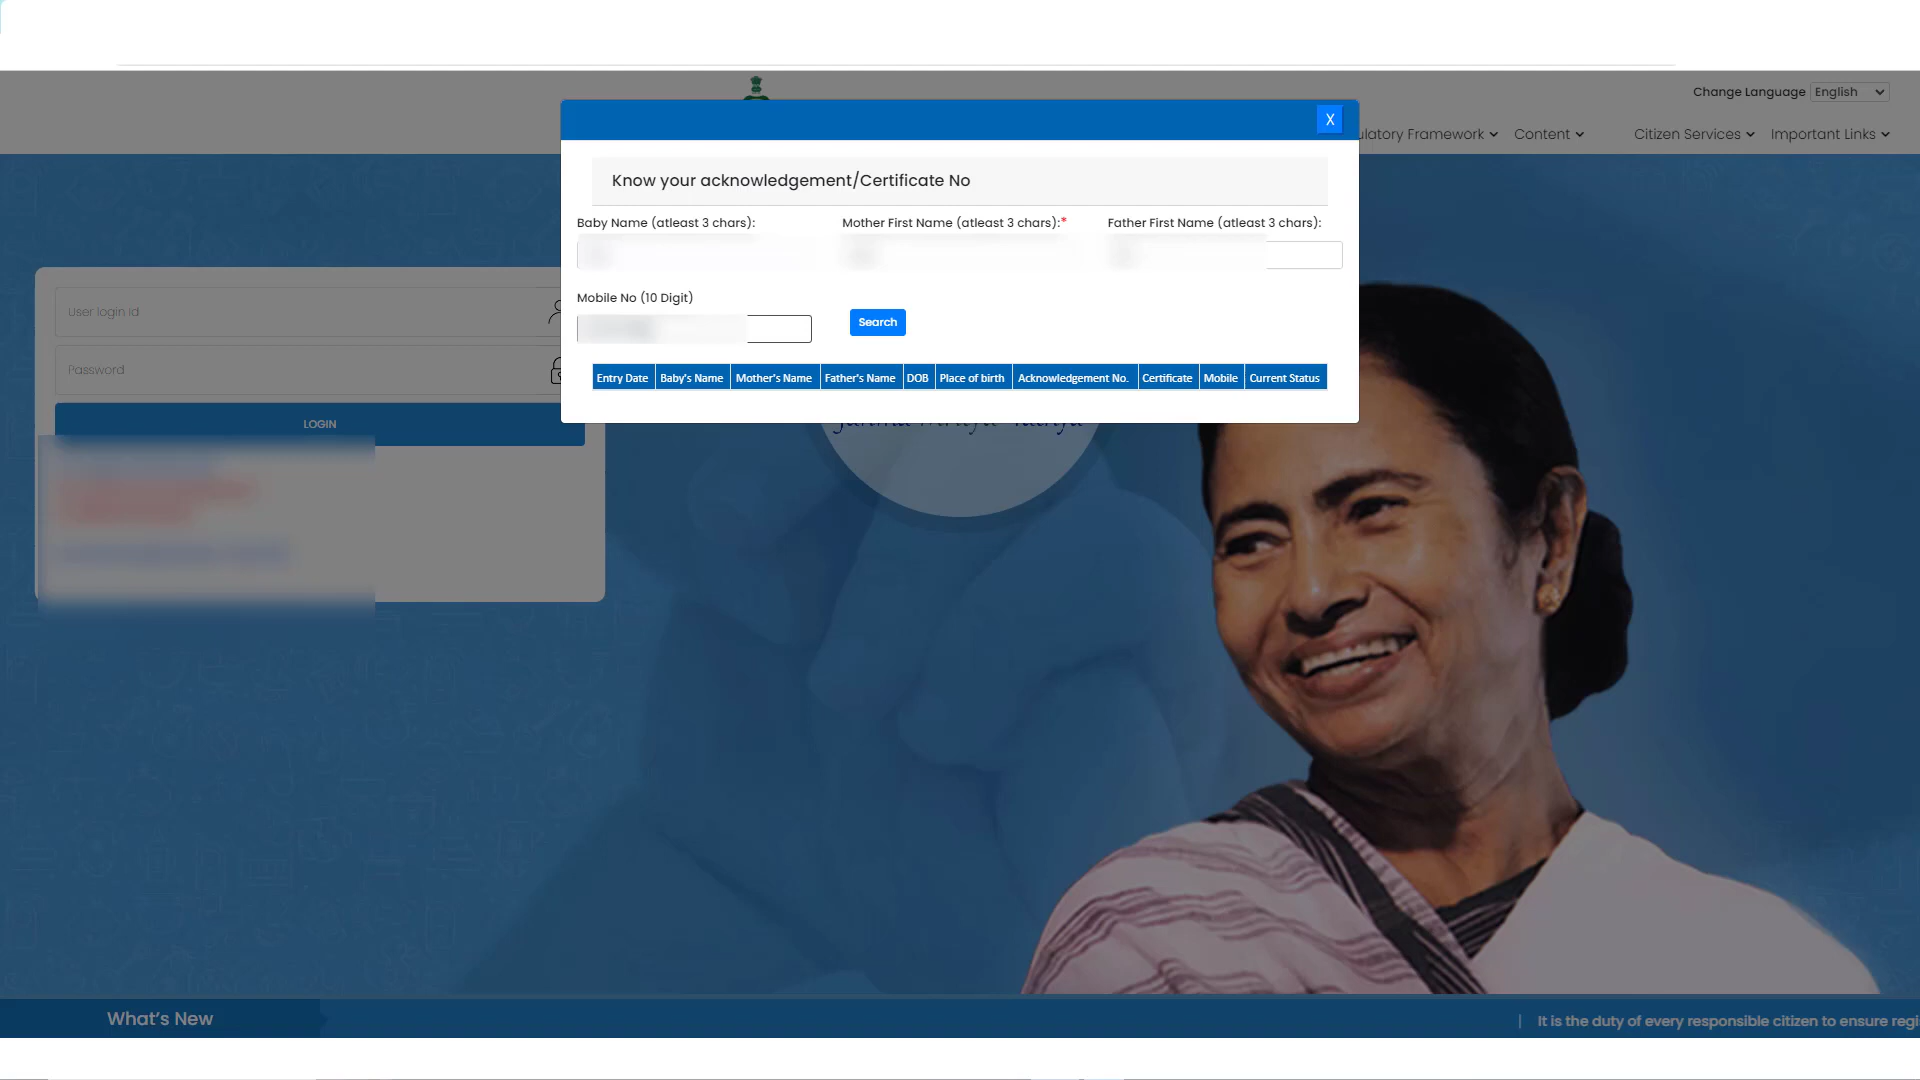 Change Language English
ulatory Framework Content Citizen Services Important Links
X
Know your acknowledgement/Certificate No
Baby Name (atleast 3 chars): Mother First Name (atleast 3 chars):* Father First Name (atleast 3 chars):
Mobile No (10 Digit)
Search
Entry Date Baby's Name Mother's Name Father's Name DOB Place of birth Acknowledgement No. Certificate Mobile Current Status
User login id
Password
LOGIN
What's New
| It is the duty of every responsible citizen to ensure regi